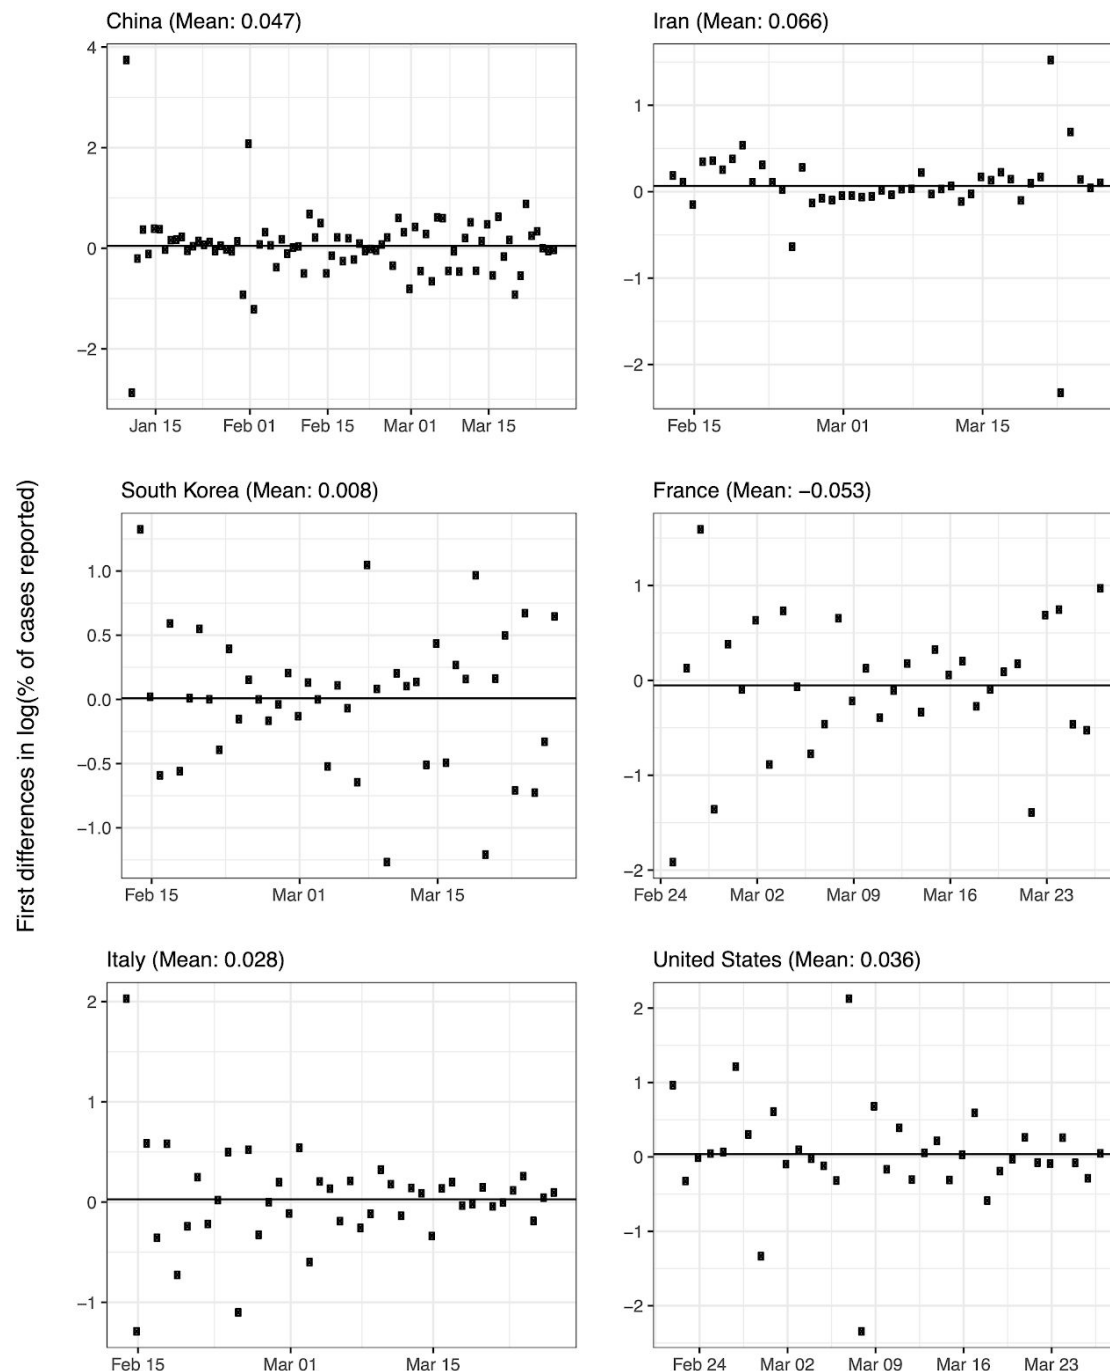 First differences in log(% of cases reported)
China (Mean: 0.047)
4
2
0
−2
Jan 15 Feb 01 Feb 15 Mar 01 Mar 15
Iran (Mean: 0.066)
1
0
−1
−2
Feb 15 Mar 01 Mar 15
South Korea (Mean: 0.008)
1.0
0.5
0.0
−0.5
−1.0
Feb 15 Mar 01 Mar 15
France (Mean: −0.053)
1
0
−1
−2
Feb 24 Mar 02 Mar 09 Mar 16 Mar 23
Italy (Mean: 0.028)
2
1
0
−1
Feb 15 Mar 01 Mar 15
United States (Mean: 0.036)
2
1
0
−1
−2
Feb 24 Mar 02 Mar 09 Mar 16 Mar 23